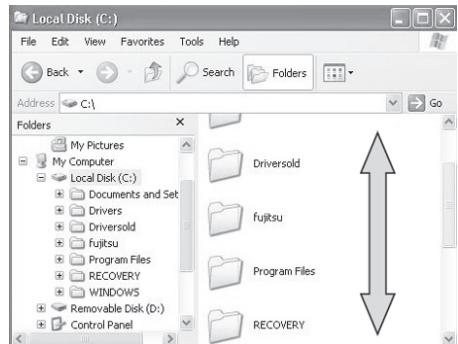 Local Disk (C:)
File Edit View Favorites Tools Help
Back Search Folders
Address C:\ Go
Folders
My Pictures
My Computer
Local Disk (C:)
Documents and Set
Drivers
Driversold
fujitsu
Program Files
RECOVERY
WINDOWS
Removable Disk (D:)
Control Panel
Driversold
fujitsu
Program Files
RECOVERY